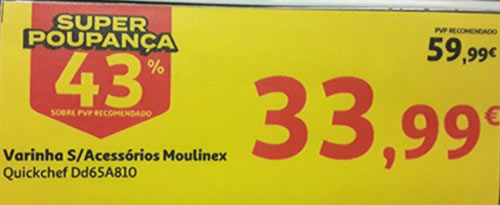 SUPER
POUPANÇA
43%
SOBRE PVP RECOMENDADO
PVP RECOMENDADO
59,99€
33,99€
Varinha S/Acessórios Moulinex
Quickchef Dd65A810